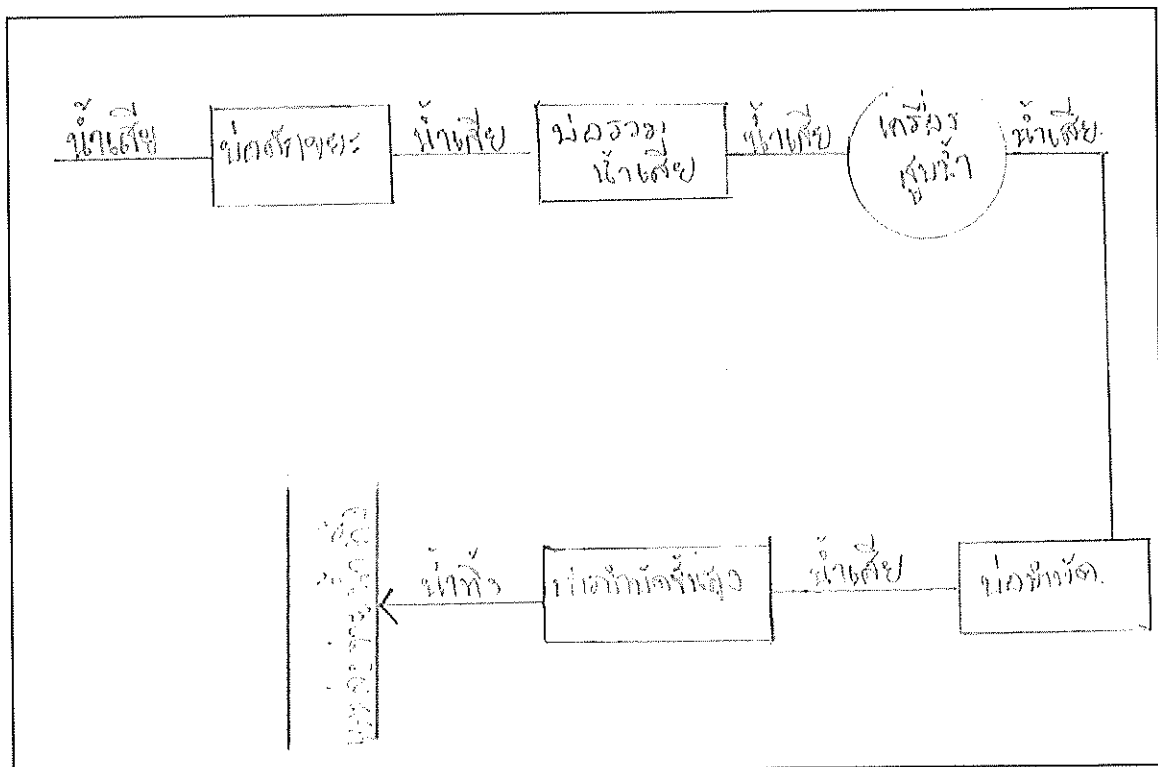 น้ำเสีย
บ่อดักขยะ
น้ำเสีย
บ่อรวม
น้ำเสีย
น้ำเสีย
เครื่อง
สูบน้ำ
น้ำเสีย
บ่อบำบัด
น้ำเสีย
บ่อบำบัดขั้นสูง
น้ำทิ้ง